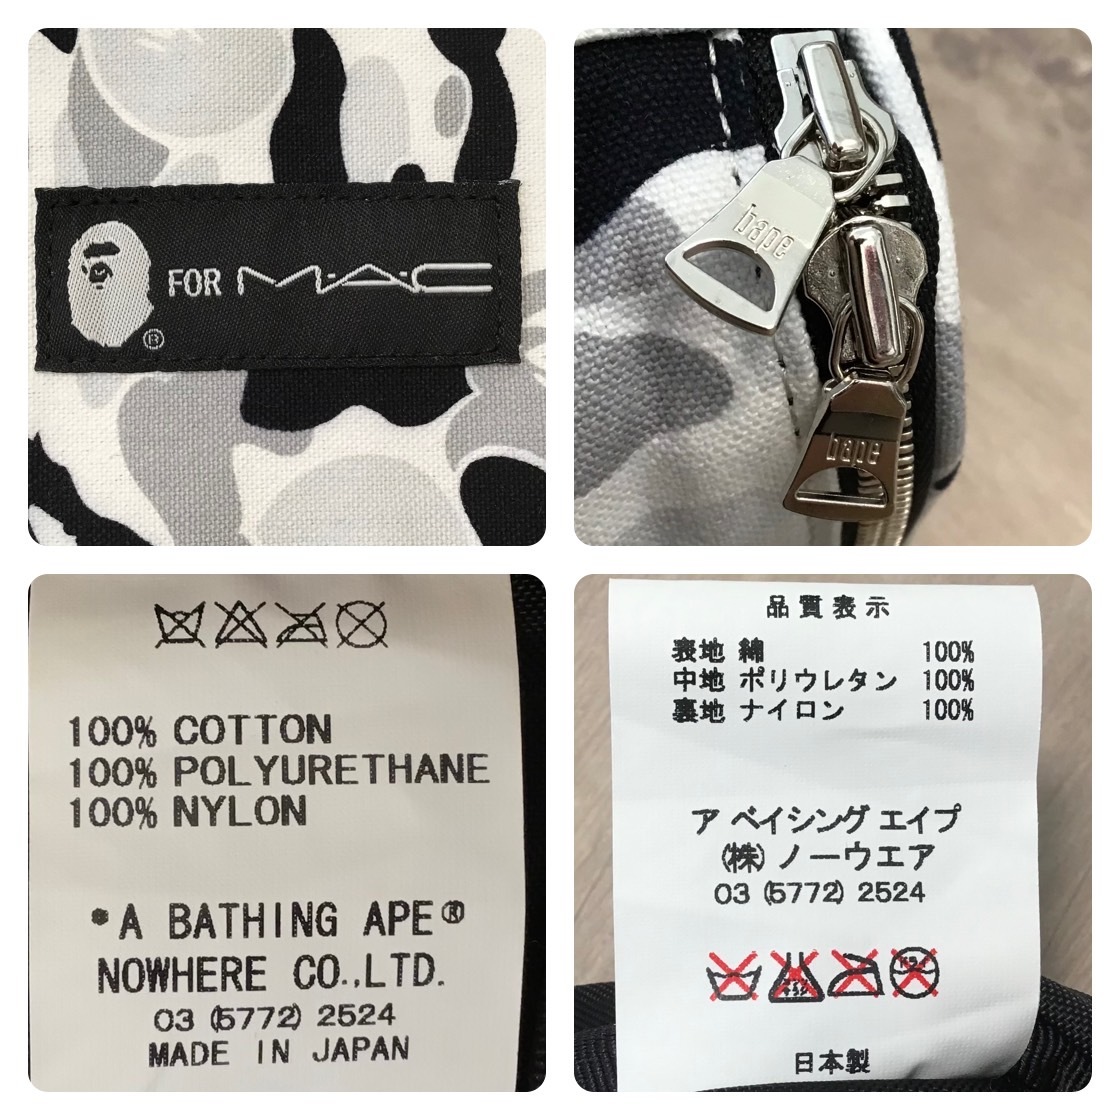 FOR M·A·C
®
bape
bape
100% COTTON
100% POLYURETHANE
100% NYLON
*A BATHING APE®
NOWHERE CO.,LTD.
03 (5772) 2524
MADE IN JAPAN
品質表示
表地 綿 100%
中地 ポリウレタン 100%
裏地 ナイロン 100%
ア ベイシング エイプ
(株) ノーウエア
03 (5772) 2524
日本製